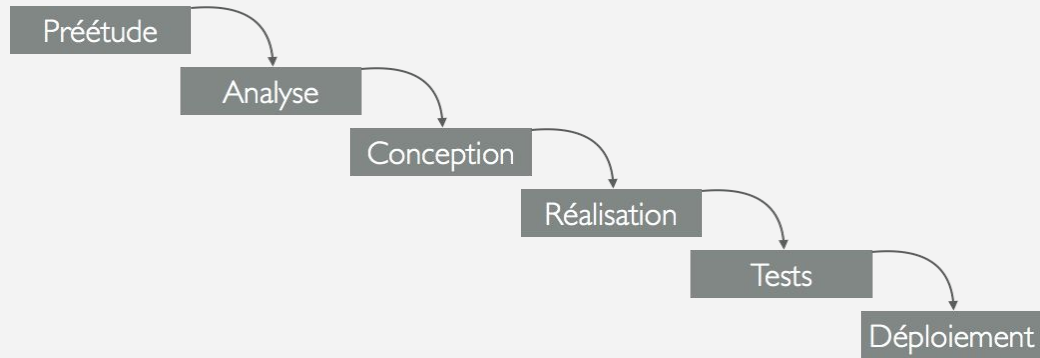 Préétude
Analyse
Conception
Réalisation
Tests
Déploiement